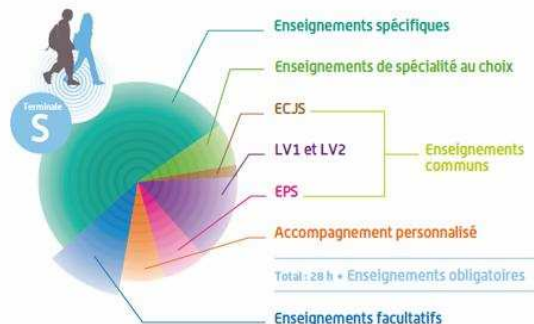 Enseignements spécifiques
Enseignements de spécialité au choix
Terminale
S
ECJS
LV1 et LV2
Enseignements
communs
EPS
Accompagnement personnalisé
Total : 28 h • Enseignements obligatoires
Enseignements facultatifs